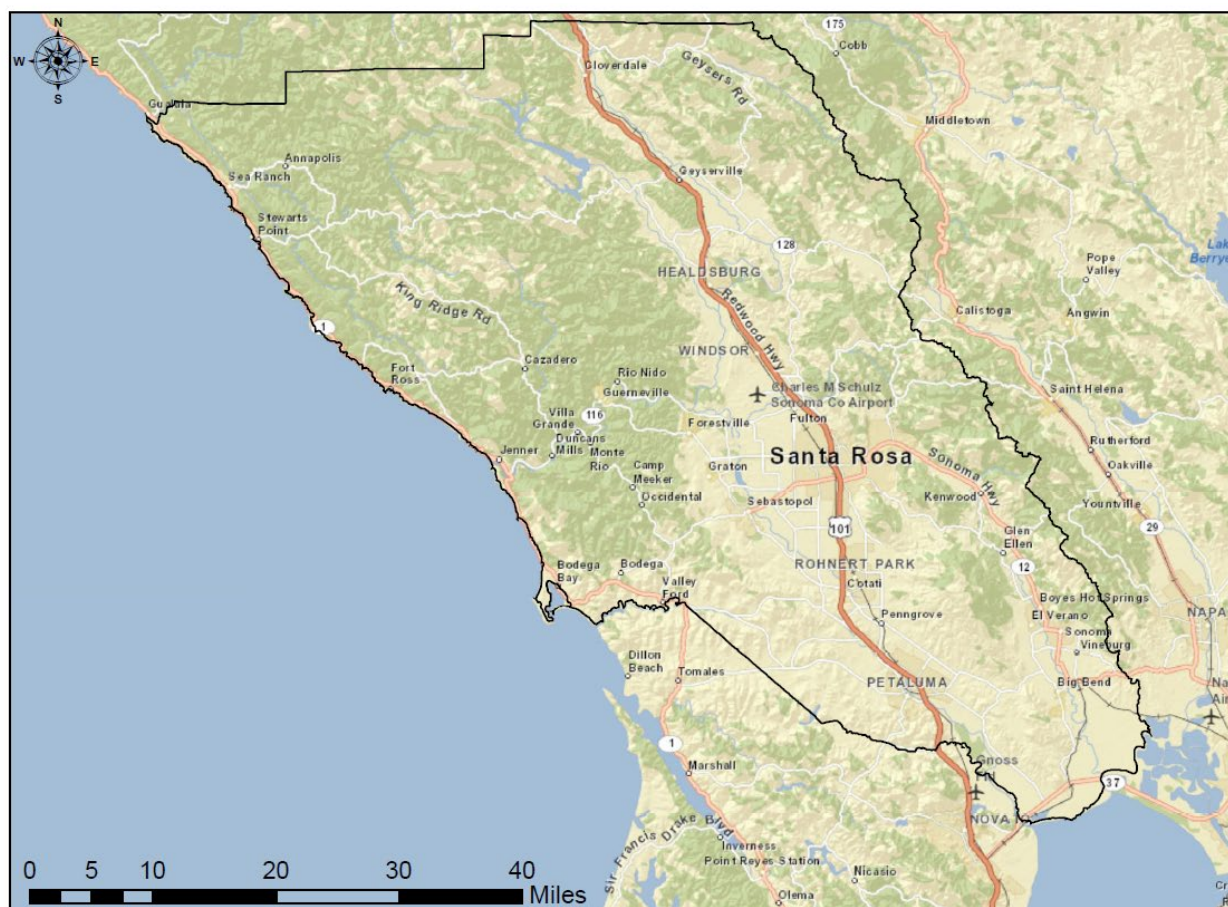 N
W E
S
175
Cobb
Cloverdale
Geysers Rd
Gualala
Middletown
Annapolis
Sea Ranch
Geyserville
Stewarts
Point
128
Pope
Valley
HEALDSBURG
King Ridge Rd
Redwood Hwy
Calistoga
Angwin
1
WINDSOR
Cazadero
Fort
Ross
Rio Nido
Guerneville
Charles M Schulz
Sonoma Co Airport
Saint Helena
Villa
Grande
116
Forestville
Fulton
Duncans
Mills
Monte
Rio
Rutherford
Jenner
Santa Rosa
Sonoma Hwy
Oakville
Camp
Meeker
Graton
Occidental
Sebastopol
Kenwood
Yountville
101
29
Glen
Ellen
Bodega
Bay
Bodega
Valley
Ford
ROHNERT PARK
12
Cotati
Boyes Hot Springs
El Verano
Penngrove
Sonoma
Vineburg
Dillon
Beach
Tomales
PETALUMA
Big Bend
1
Marshall
Gnoss
37
Sir Francis Drake Blvd
Inverness
Point Reyes Station
Nicasio
Olema
0 5 10 20 30 40
Miles